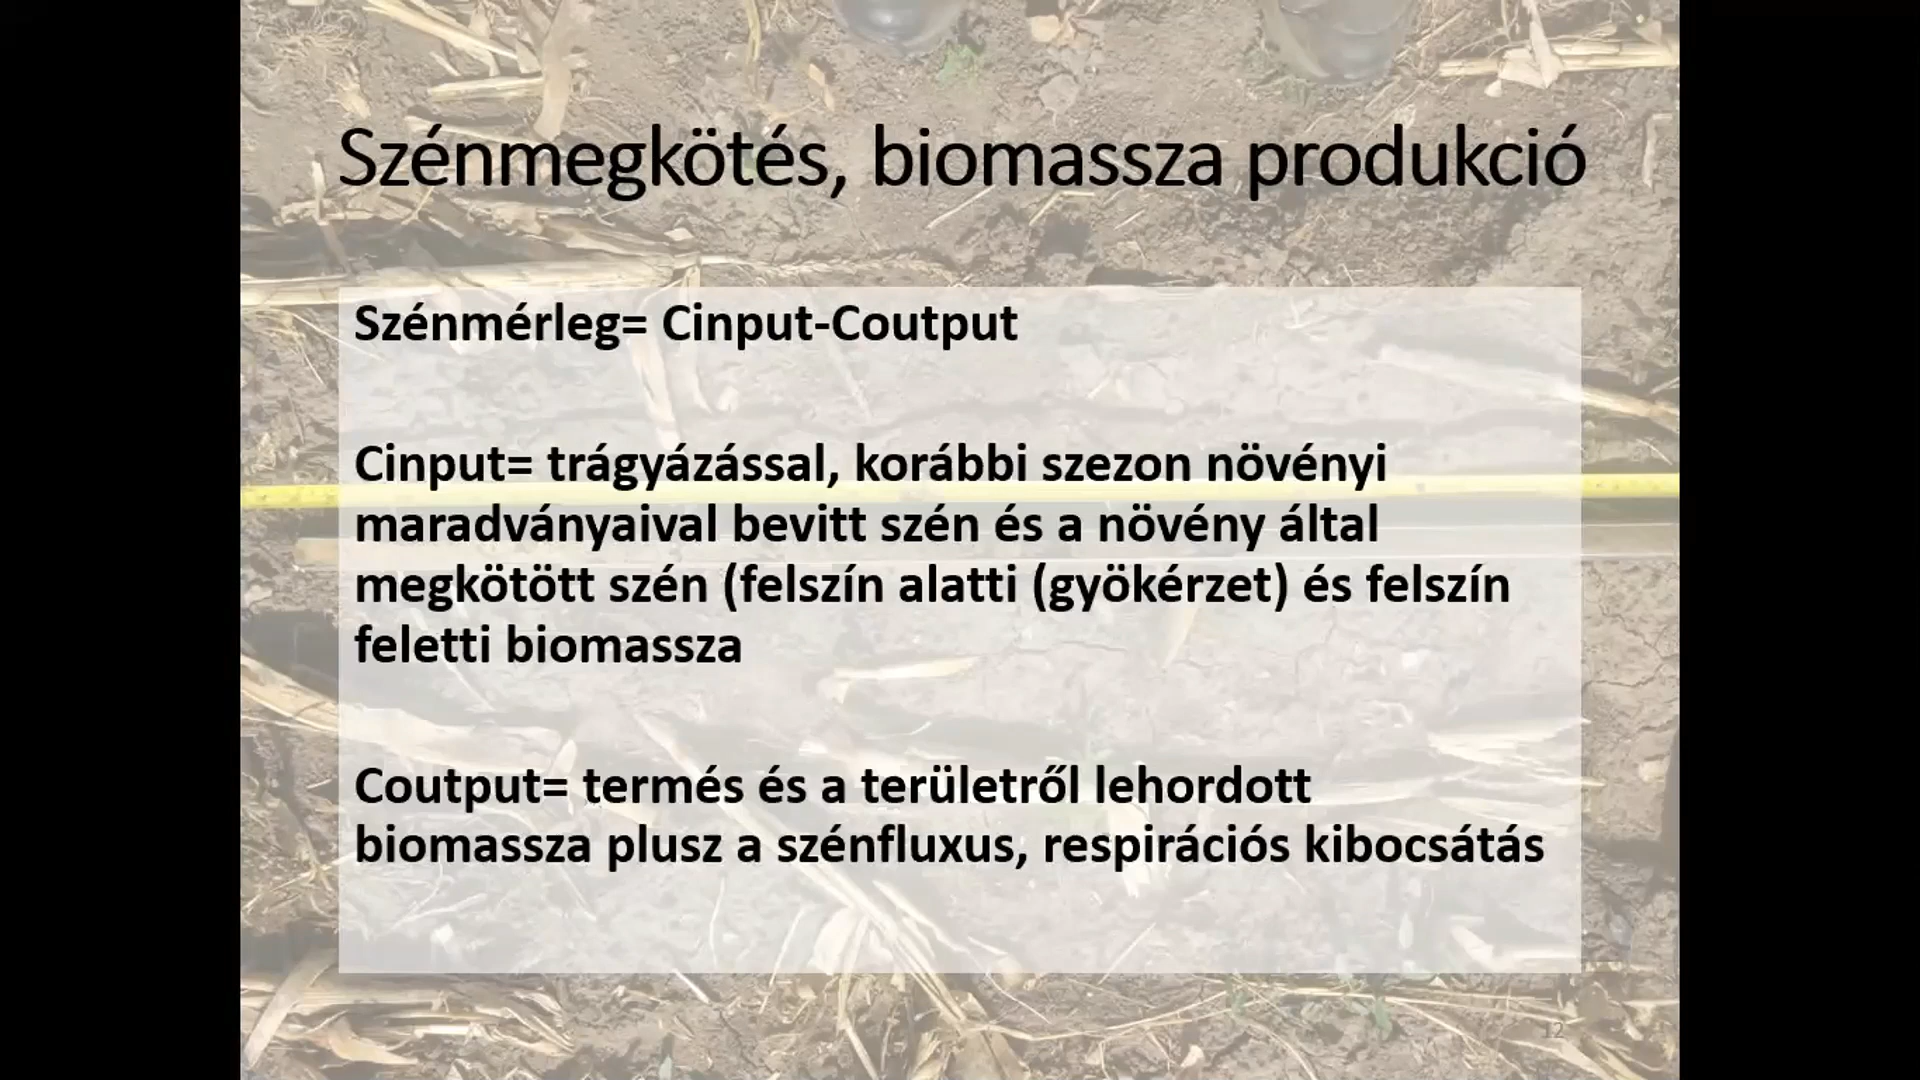 Szénmegkötés, biomassza produkció
Szénmérleg= Cinput-Coutput
Cinput= trágyázással, korábbi szezon növényi
maradványaival bevitt szén és a növény által
megkötött szén (felszín alatti (gyökérzet) és felszín
feletti biomassza
Coutput= termés és a területről lehordott
biomassza plusz a szénfluxus, respirációs kibocsátás
12